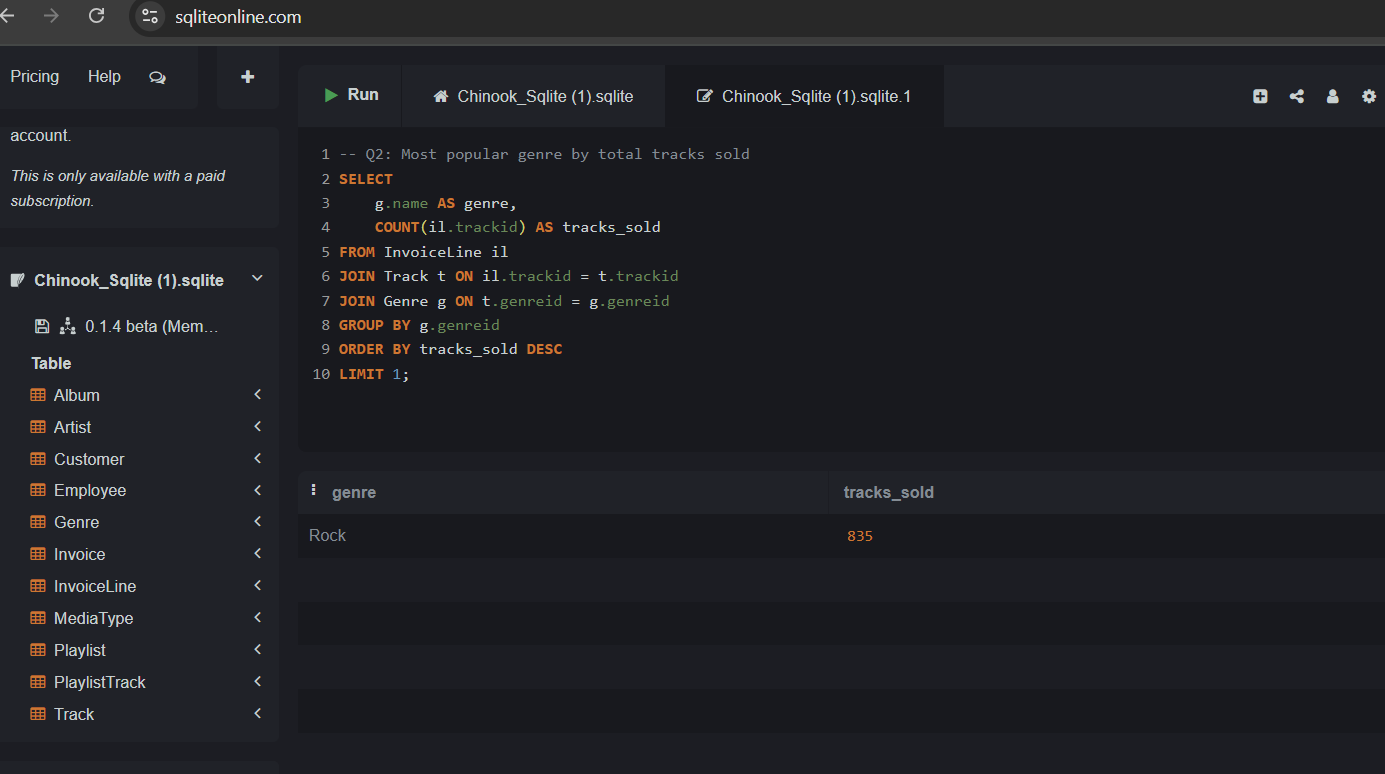 sqliteonline.com
Pricing Help
account.
This is only available with a paid
subscription.
Chinook_Sqlite (1).sqlite
0.1.4 beta (Mem...
Table
Album
Artist
Customer
Employee
Genre
Invoice
InvoiceLine
MediaType
Playlist
PlaylistTrack
Track
Run Chinook_Sqlite (1).sqlite Chinook_Sqlite (1).sqlite.1
1 -- Q2: Most popular genre by total tracks sold
2 SELECT
3     g.name AS genre,
4     COUNT(il.trackid) AS tracks_sold
5 FROM InvoiceLine il
6 JOIN Track t ON il.trackid = t.trackid
7 JOIN Genre g ON t.genreid = g.genreid
8 GROUP BY g.genreid
9 ORDER BY tracks_sold DESC
10 LIMIT 1;
genre tracks_sold
Rock 835